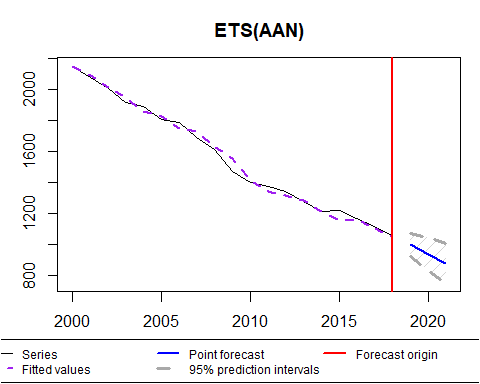 ETS(AAN)
2000
1600
1200
800
2000 2005 2010 2015 2020
Series Point forecast Forecast origin
Fitted values 95% prediction intervals